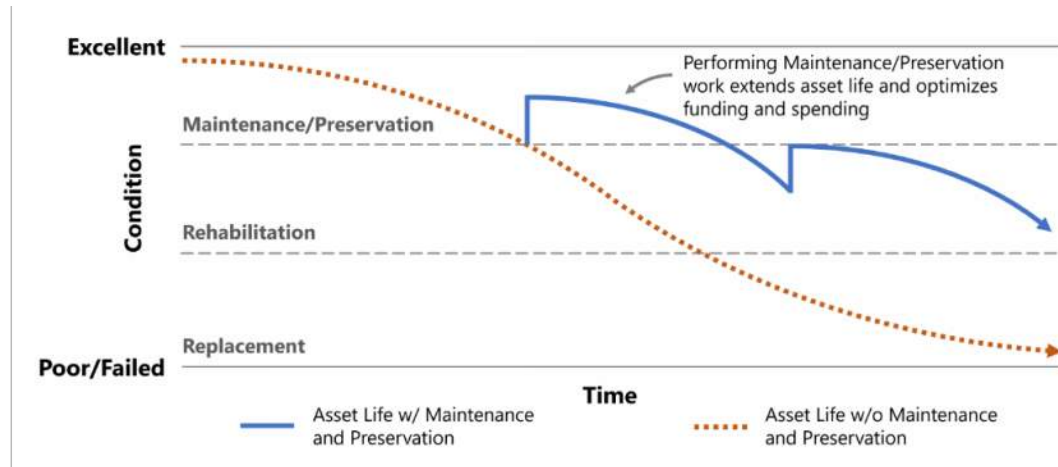 Excellent
Performing Maintenance/Preservation
work extends asset life and optimizes
funding and spending
Maintenance/Preservation
Condition
Rehabilitation
Replacement
Poor/Failed
Time
Asset Life w/ Maintenance
and Preservation
Asset Life w/o Maintenance
and Preservation